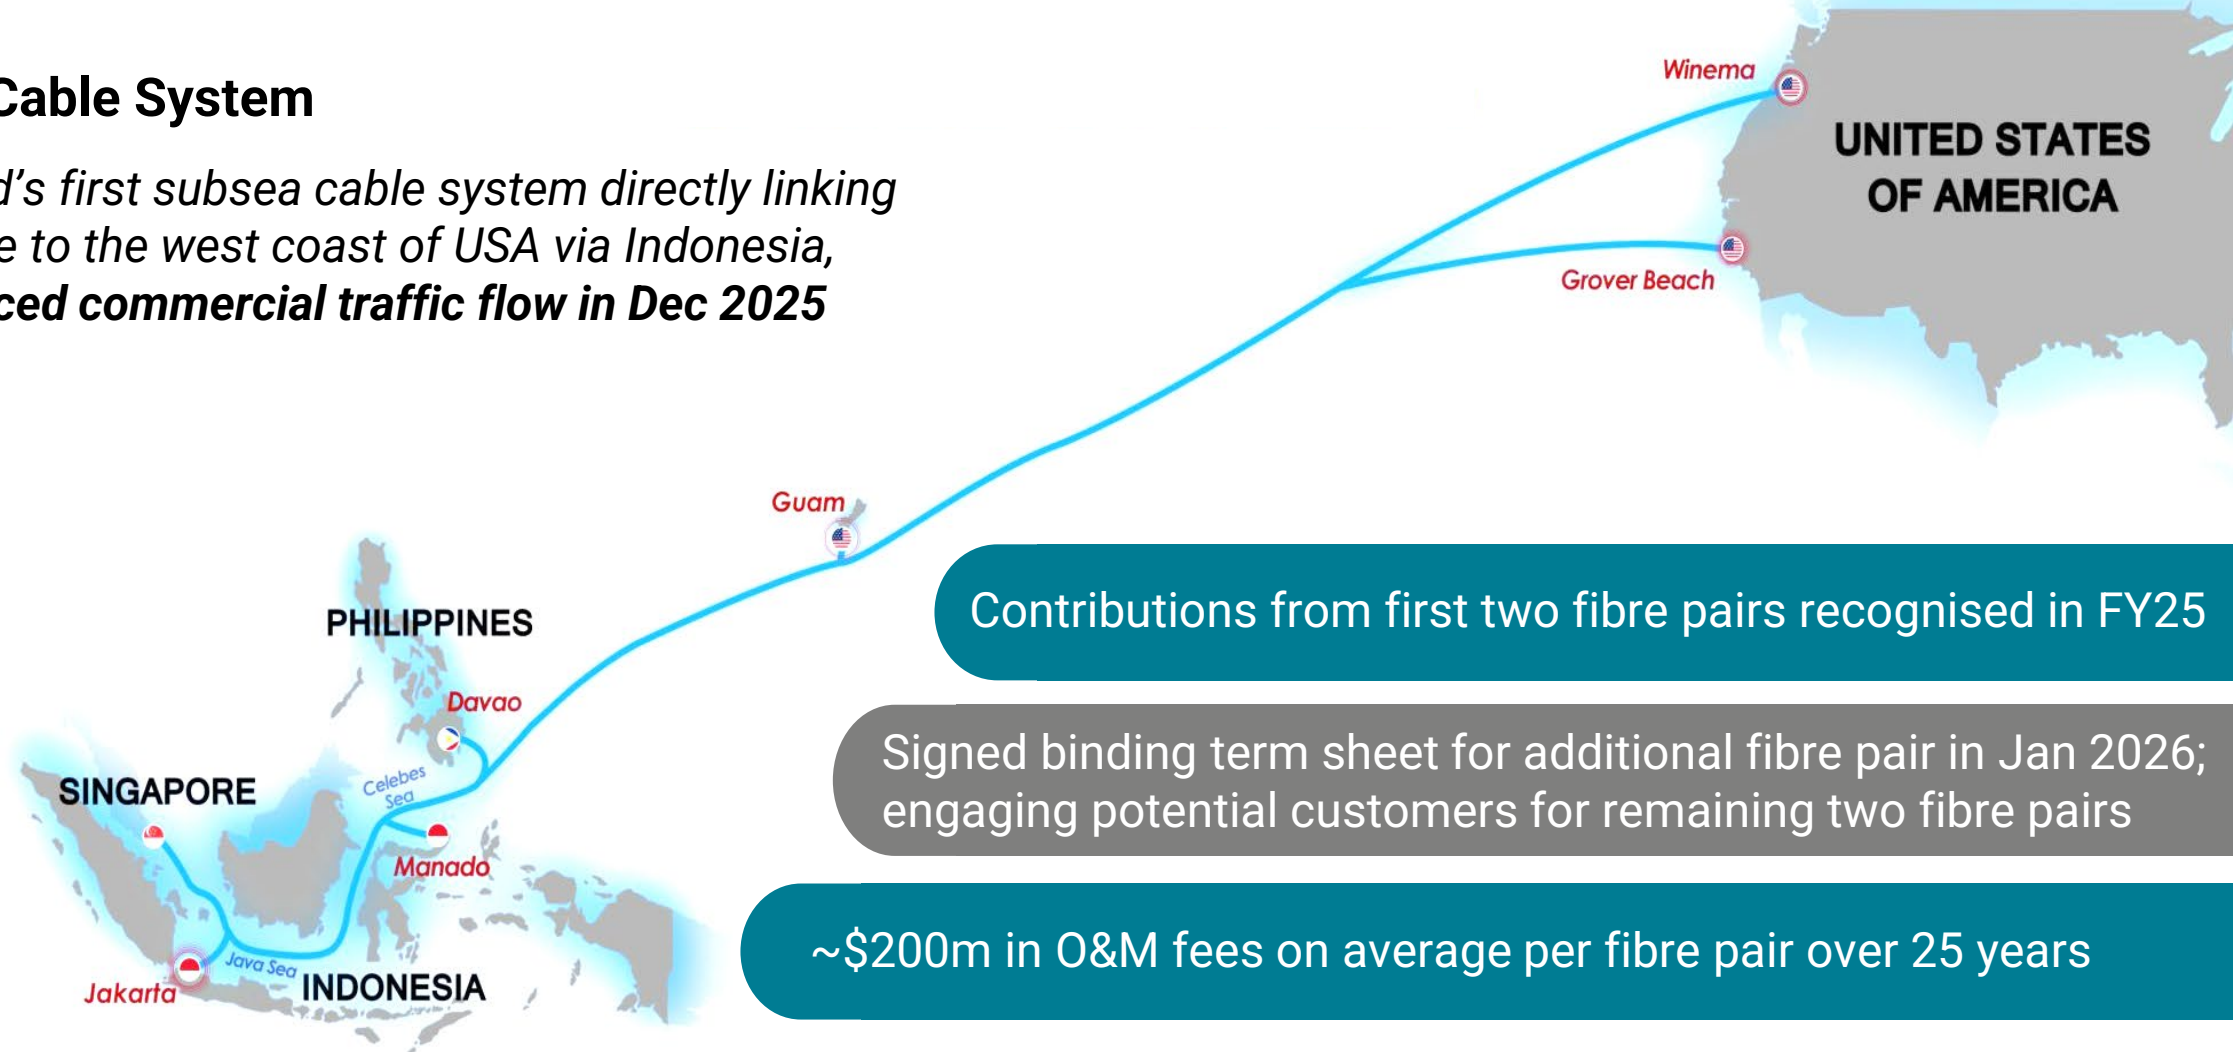 Cable System
d's first subsea cable system directly linking
e to the west coast of USA via Indonesia,
ced commercial traffic flow in Dec 2025
Winema
UNITED STATES
OF AMERICA
Grover Beach
Guam
PHILIPPINES
Davao
Celebes
Sea
SINGAPORE
Manado
Java Sea
Jakarta
INDONESIA
Contributions from first two fibre pairs recognised in FY25
Signed binding term sheet for additional fibre pair in Jan 2026;
engaging potential customers for remaining two fibre pairs
~$200m in O&M fees on average per fibre pair over 25 years